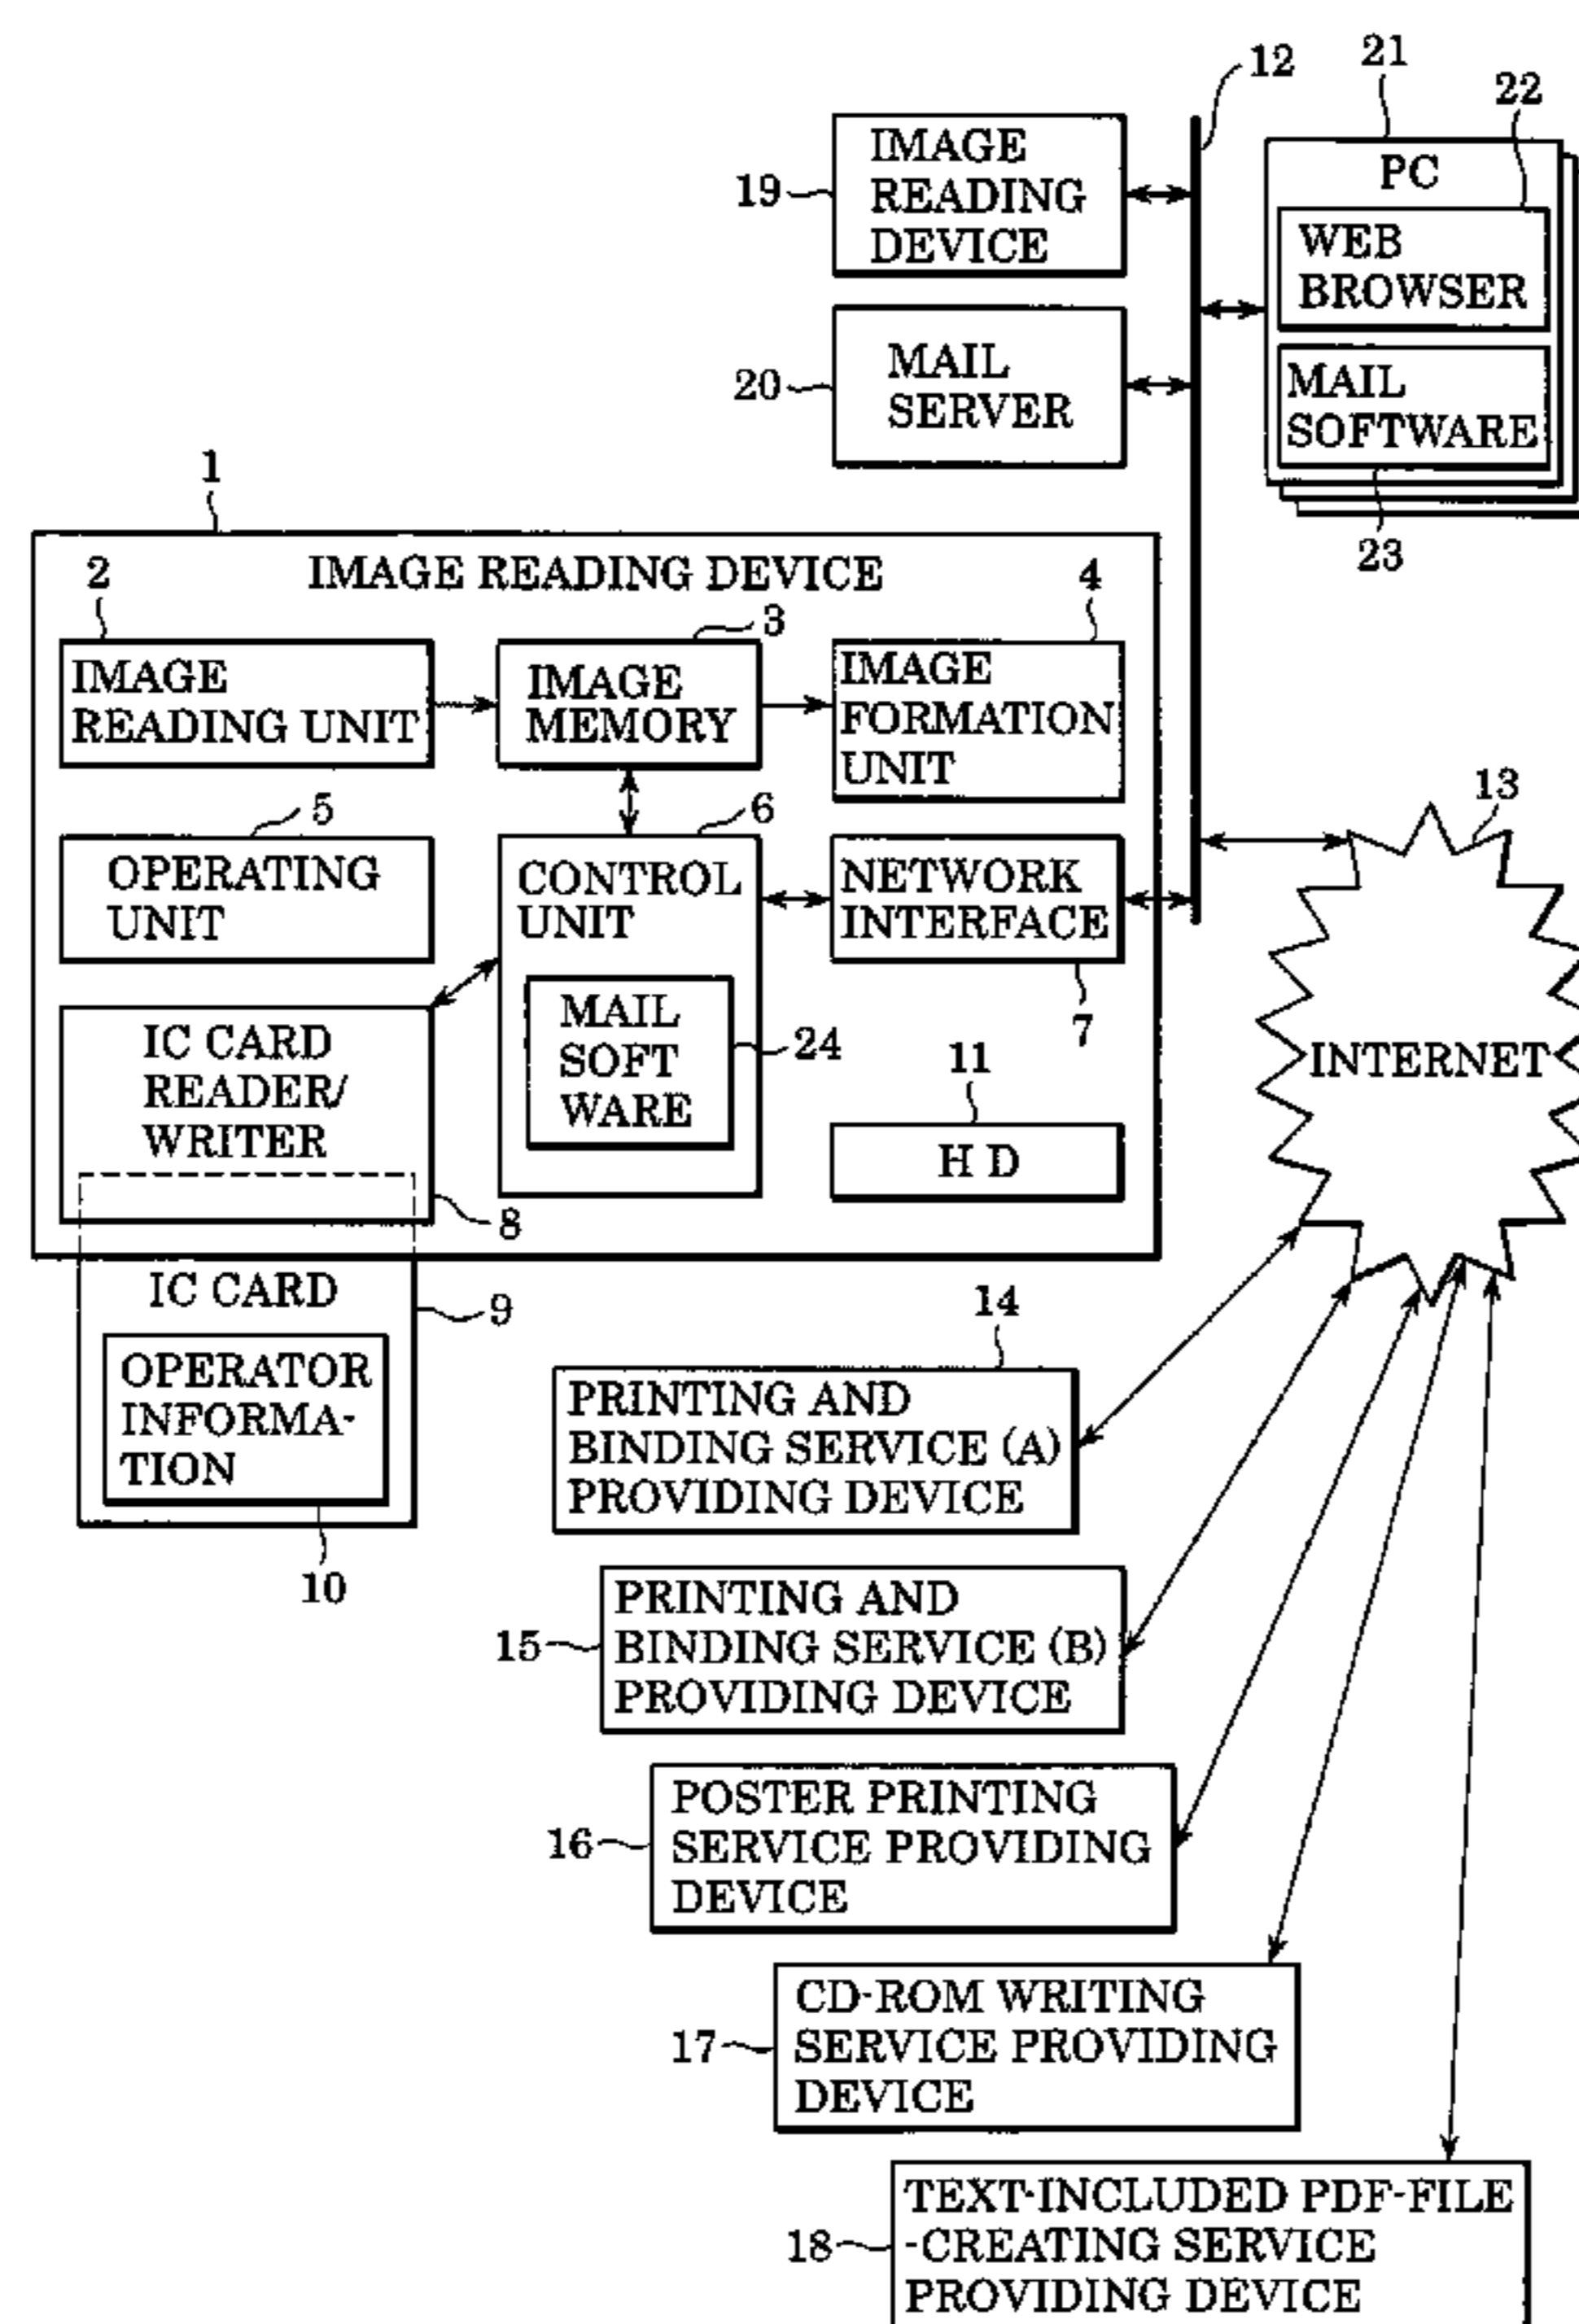 12
21
22
IMAGE
READING
DEVICE
19
PC
WEB
BROWSER
MAIL
SERVER
20
MAIL
SOFTWARE
23
1
IMAGE READING DEVICE
2
3
4
IMAGE
READING UNIT
IMAGE
MEMORY
IMAGE
FORMATION
UNIT
5
6
13
OPERATING
UNIT
CONTROL
UNIT
NETWORK
INTERFACE
7
IC CARD
READER/
WRITER
MAIL
SOFT
WARE
24
11
H D
INTERNET
8
IC CARD
9
OPERATOR
INFORMA-
TION
10
14
PRINTING AND
BINDING SERVICE (A)
PROVIDING DEVICE
15
PRINTING AND
BINDING SERVICE (B)
PROVIDING DEVICE
16
POSTER PRINTING
SERVICE PROVIDING
DEVICE
17
CD-ROM WRITING
SERVICE PROVIDING
DEVICE
18
TEXT-INCLUDED PDF-FILE
-CREATING SERVICE
PROVIDING DEVICE